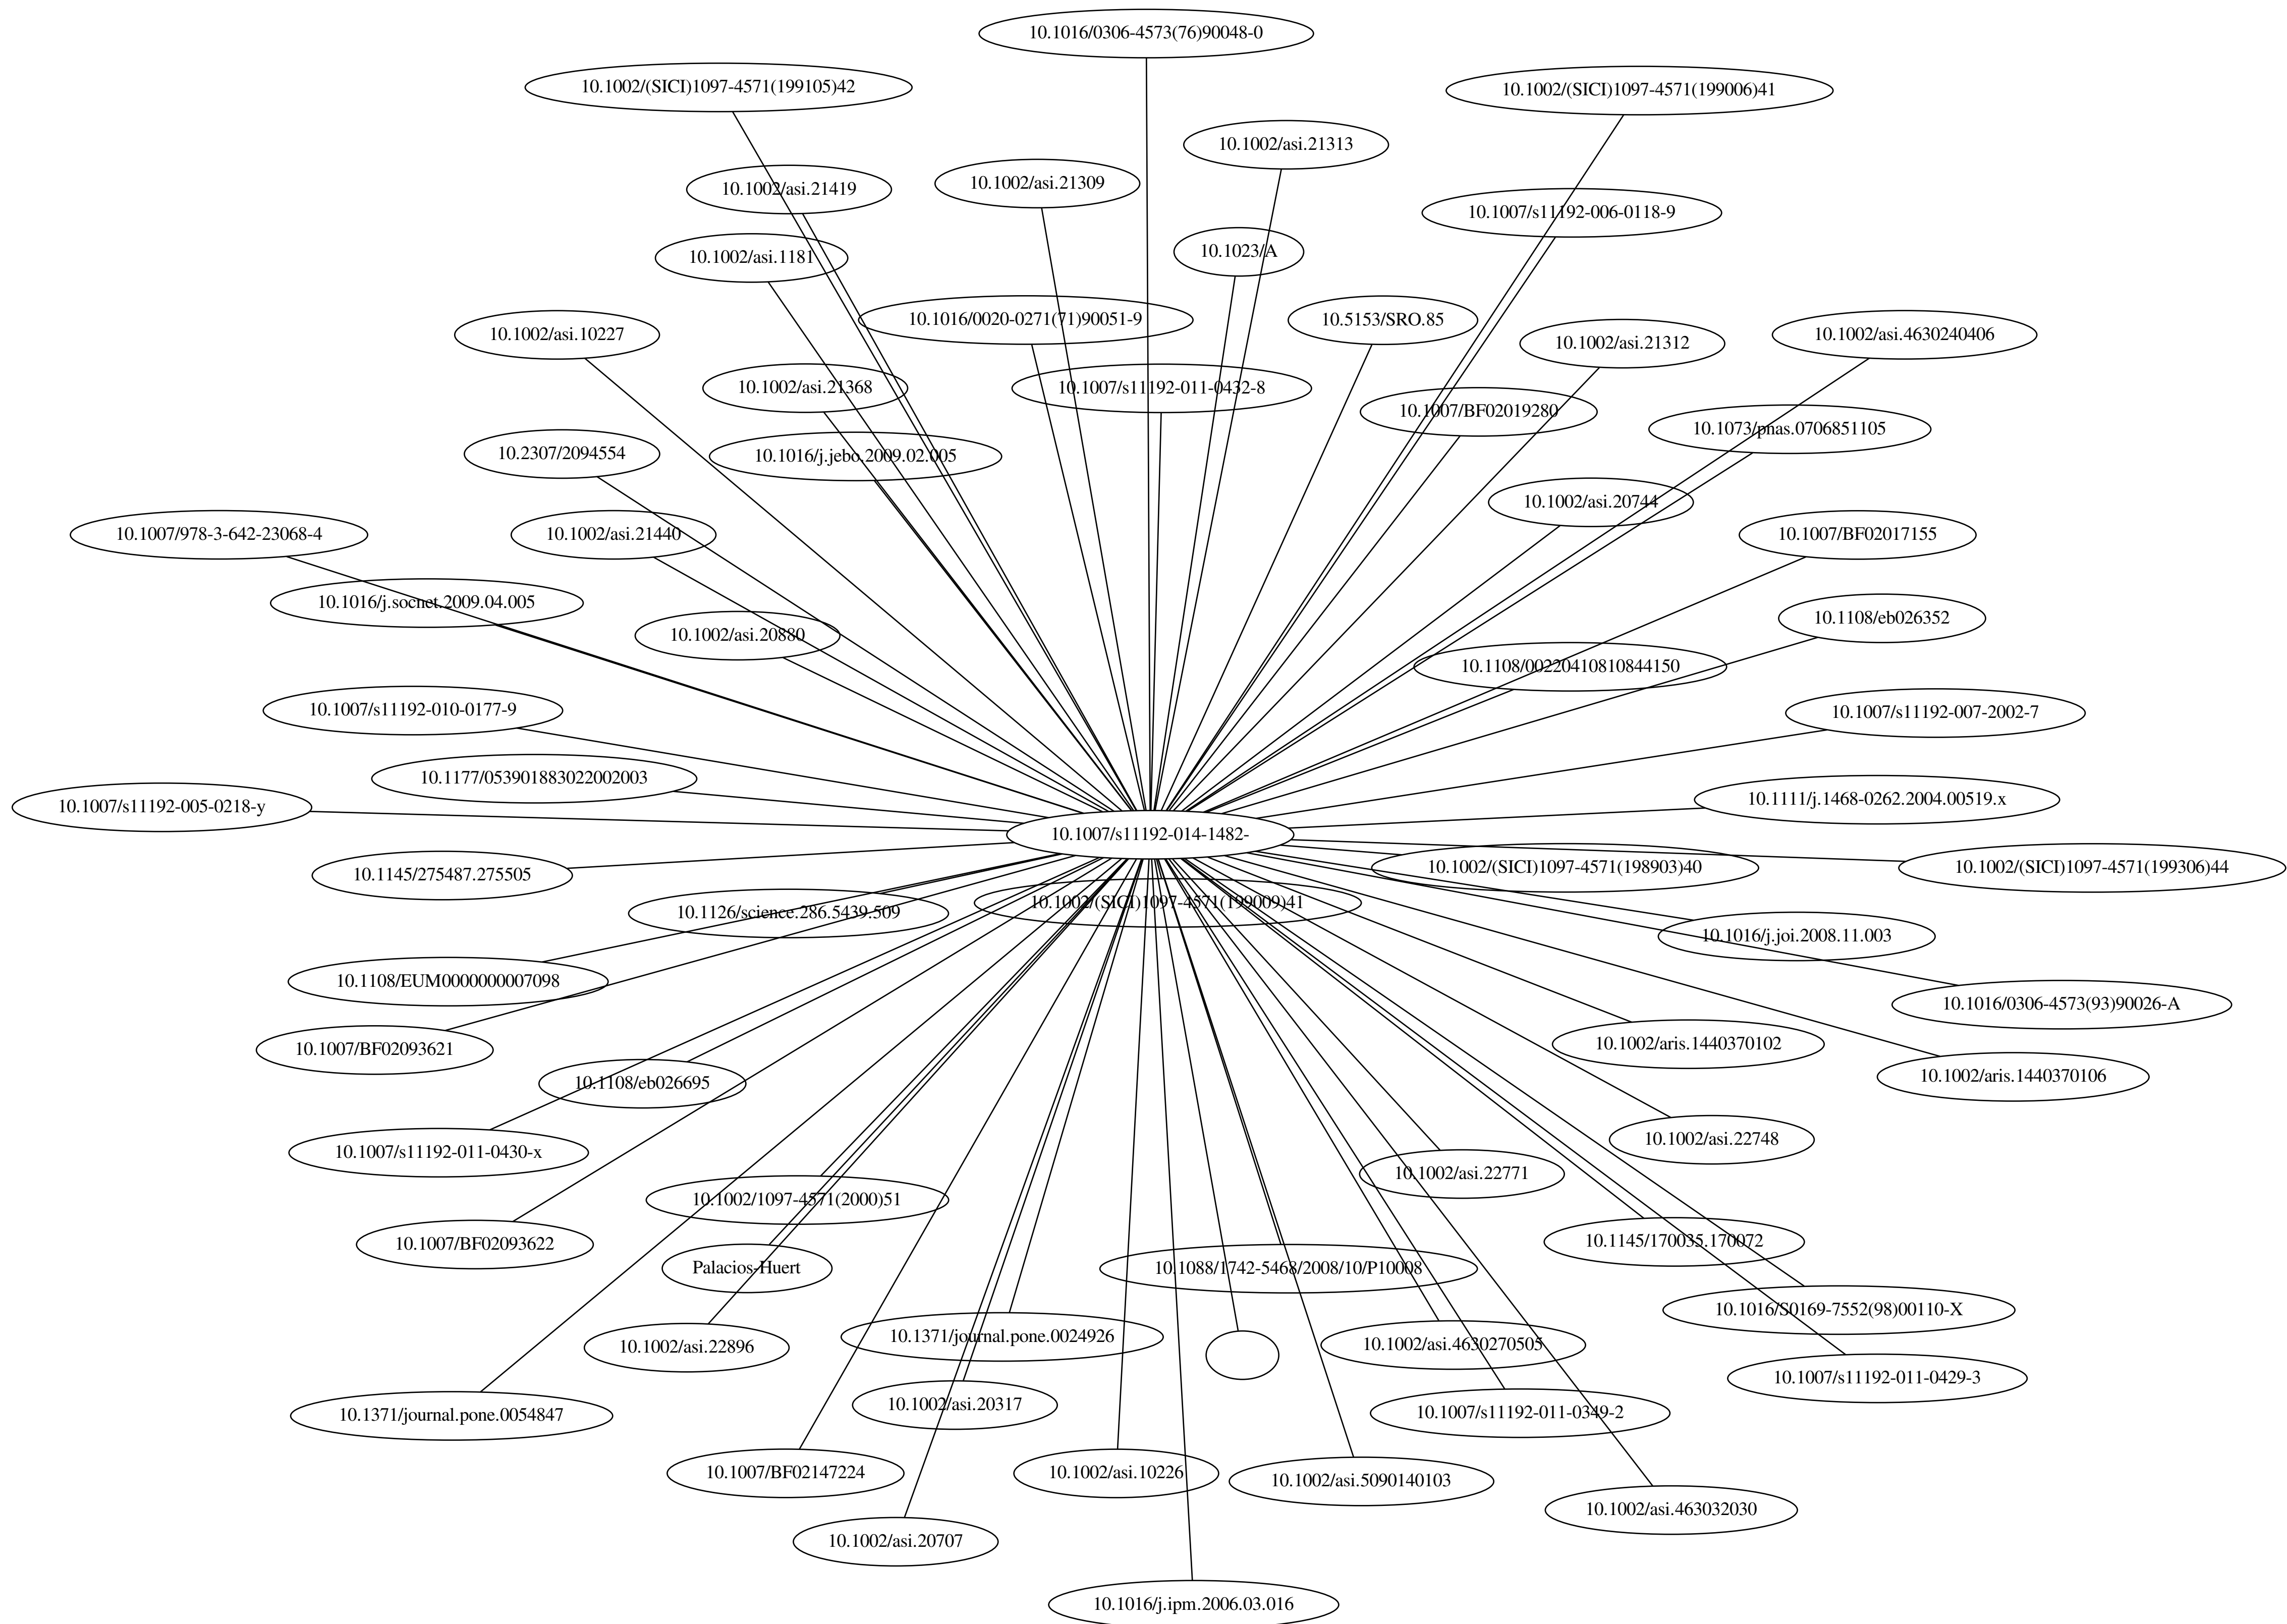 10.1016/0306-4573(76)90048-0
10.1002/(SICI)1097-4571(199105)42
10.1002/(SICI)1097-4571(199006)41
10.1002/asi.21313
10.1002/asi.21309
10.1002/asi.21419
10.1007/s11192-006-0118-9
10.1023/A
10.1002/asi.1181
10.1016/0020-0271(71)90051-9
10.5153/SRO.85
10.1002/asi.10227
10.1002/asi.4630240406
10.1002/asi.21312
10.1002/asi.21368
10.1007/s11192-011-0432-8
10.1007/BF02019280
10.1073/pnas.0706851105
10.2307/2094554
10.1016/j.jebo.2009.02.005
10.1002/asi.20744
10.1007/978-3-642-23068-4
10.1002/asi.21440
10.1007/BF02017155
10.1016/j.socnet.2009.04.005
10.1108/eb026352
10.1002/asi.20880
10.1108/00220410810844150
10.1007/s11192-010-0177-9
10.1007/s11192-007-2002-7
10.1177/053901883022002003
10.1111/j.1468-0262.2004.00519.x
10.1007/s11192-005-0218-y
10.1007/s11192-014-1482-
10.1145/275487.275505
10.1002/(SICI)1097-4571(198903)40
10.1002/(SICI)1097-4571(199306)44
10.1002/(SICI)1097-4571(199009)41
10.1126/science.286.5439.509
10.1016/j.joi.2008.11.003
10.1108/EUM0000000007098
10.1016/0306-4573(93)90026-A
10.1007/BF02093621
10.1002/aris.1440370102
10.1002/aris.1440370106
10.1108/eb026695
10.1002/asi.22748
10.1007/s11192-011-0430-x
10.1002/asi.22771
10.1002/1097-4571(2000)51
10.1007/BF02093622
10.1145/170035.170072
Palacios-Huert
10.1088/1742-5468/2008/10/P10008
10.1016/S0169-7552(98)00110-X
10.1371/journal.pone.0024926
10.1002/asi.22896
10.1002/asi.4630270505
10.1007/s11192-011-0429-3
10.1002/asi.20317
10.1371/journal.pone.0054847
10.1007/s11192-011-0349-2
10.1007/BF02147224
10.1002/asi.10226
10.1002/asi.5090140103
10.1002/asi.463032030
10.1002/asi.20707
10.1016/j.ipm.2006.03.016